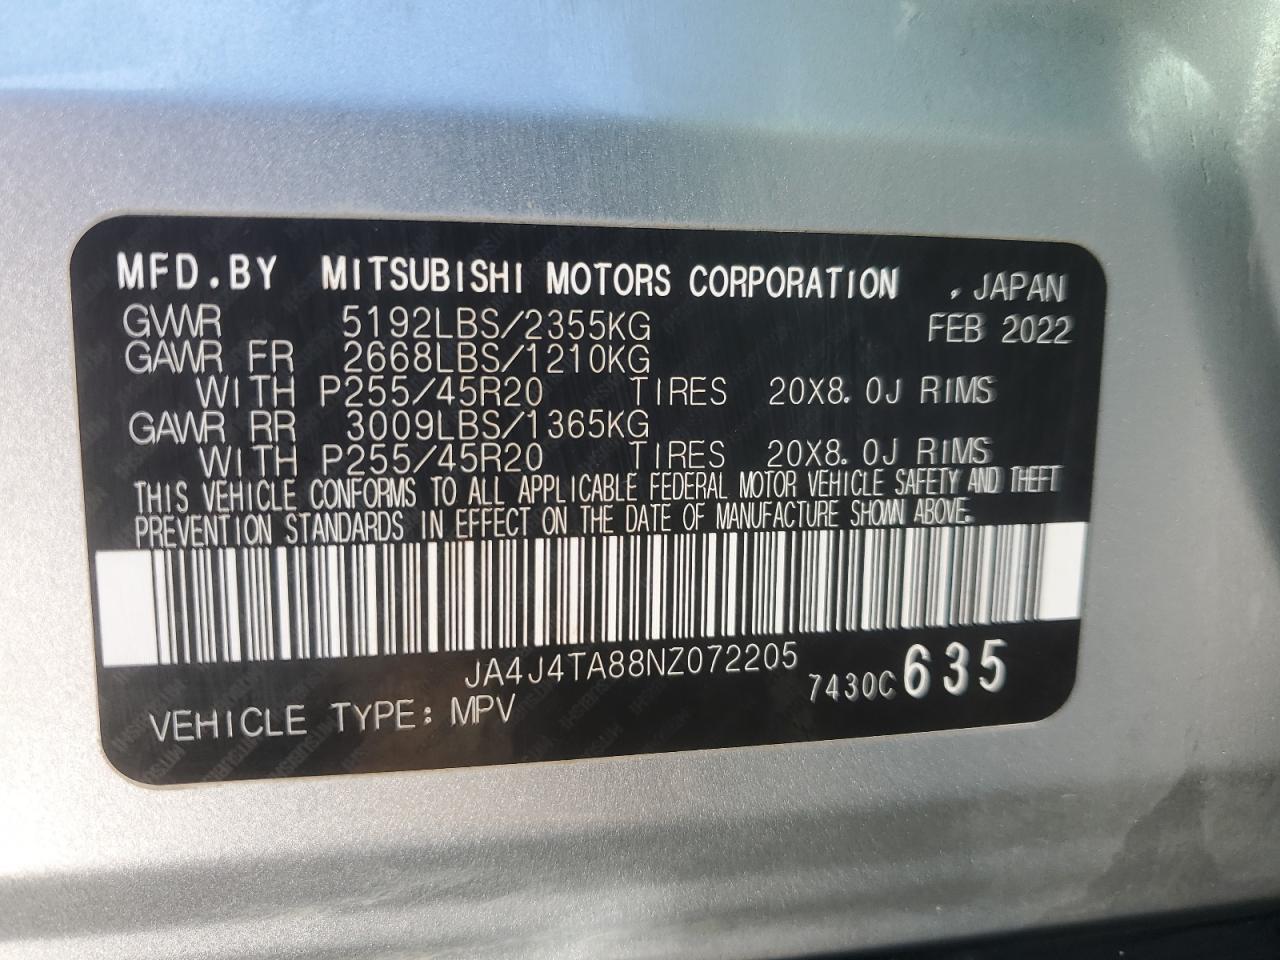 MFD.BY MITSUBISHI MOTORS CORPORATION , JAPAN
GVWR 5192LBS/2355KG FEB 2022
GAWR FR 2668LBS/1210KG
WITH P255/45R20 TIRES 20X8.0J RIMS
GAWR RR 3009LBS/1365KG
WITH P255/45R20 TIRES 20X8.0J RIMS
THIS VEHICLE CONFORMS TO ALL APPLICABLE FEDERAL MOTOR VEHICLE SAFETY AND THEFT
PREVENTION STANDARDS IN EFFECT ON THE DATE OF MANUFACTURE SHOWN ABOVE.
JA4J4TA88NZ072205
7430C 635
VEHICLE TYPE: MPV